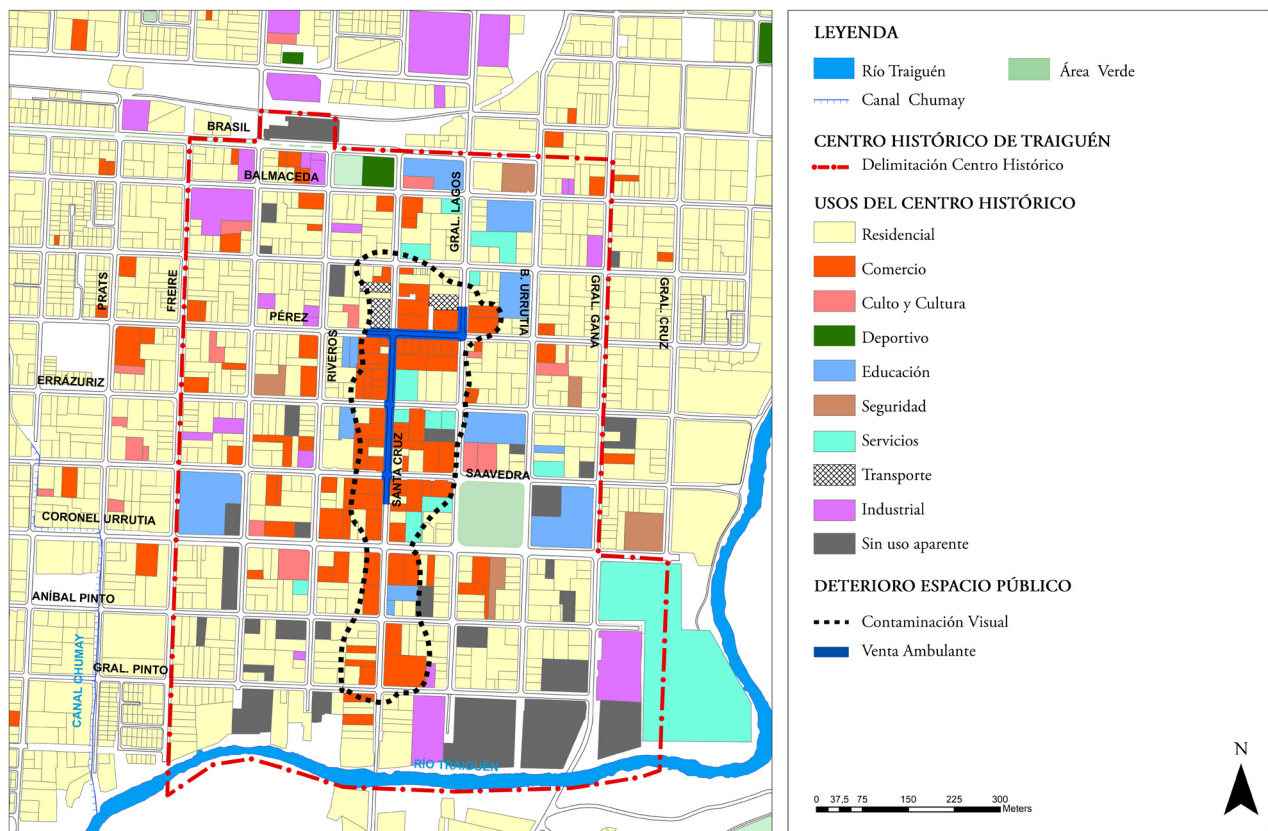 BRASIL
BALMACEDA
GRAL. LAGOS
PRATS
FREIRE
B. URRUTIA
GRAL. GANA
GRAL. CRUZ
PÉREZ
RIVEROS
ERRÁZURIZ
SANTA CRUZ
SAAVEDRA
CORONEL URRUTIA
ANÍBAL PINTO
CANAL CHUMAY
GRAL. PINTO
RÍO TRAIGUÉN
LEYENDA
Río Traiguén
Área Verde
Canal Chumay
CENTRO HISTÓRICO DE TRAIGUÉN
Delimitación Centro Histórico
USOS DEL CENTRO HISTÓRICO
Residencial
Comercio
Culto y Cultura
Deportivo
Educación
Seguridad
Servicios
Transporte
Industrial
Sin uso aparente
DETERIORO ESPACIO PÚBLICO
Contaminación Visual
Venta Ambulante
N
0 37,5 75 150 225 300
Meters